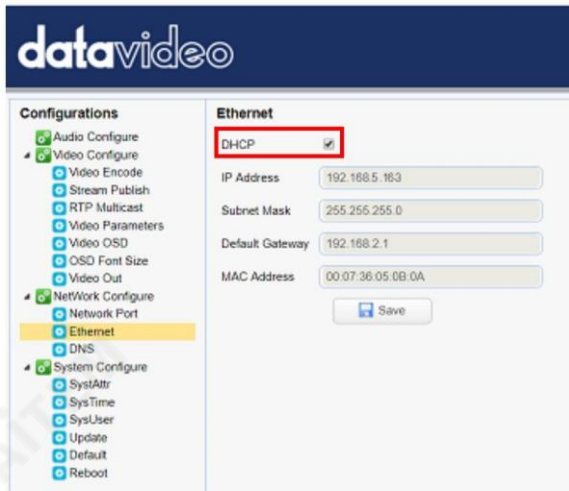 datavideo
Configurations
Audio Configure
Video Configure
Video Encode
Stream Publish
RTP Multicast
Video Parameters
Video OSD
OSD Font Size
Video Out
NetWork Configure
Network Port
Ethernet
DNS
System Configure
SystAttr
SysTime
SysUser
Update
Default
Reboot
Ethernet
DHCP
IP Address 192.168.5.163
Subnet Mask 255.255.255.0
Default Gateway 192.168.2.1
MAC Address 00:07:36:05:0B:0A
Save